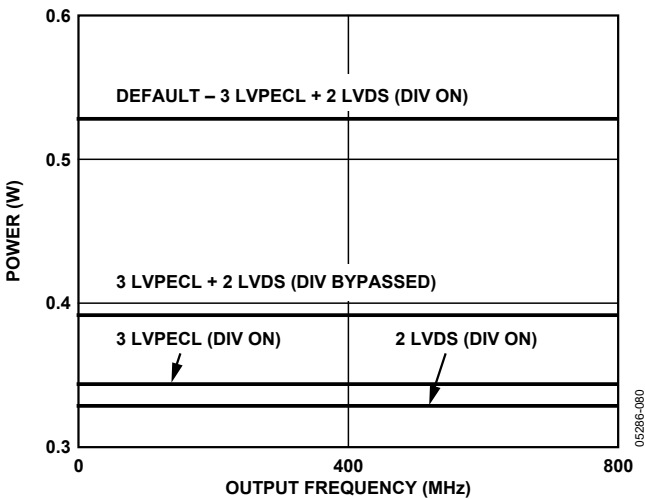 0.6
DEFAULT – 3 LVPECL + 2 LVDS (DIV ON)
0.5
POWER (W)
3 LVPECL + 2 LVDS (DIV BYPASSED)
0.4
3 LVPECL (DIV ON)
2 LVDS (DIV ON)
0.3
0
400
800
OUTPUT FREQUENCY (MHz)
05286-080